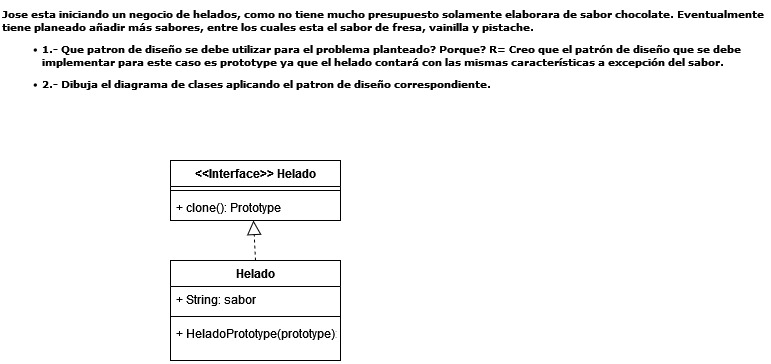 Jose esta iniciando un negocio de helados, como no tiene mucho presupuesto solamente elaborara de sabor chocolate. Eventualmente
tiene planeado añadir más sabores, entre los cuales esta el sabor de fresa, vainilla y pistache.
• 1.- Que patron de diseño se debe utilizar para el problema planteado? Porque? R= Creo que el patrón de diseño que se debe
implementar para este caso es prototype ya que el helado contará con las mismas características a excepción del sabor.
• 2.- Dibuja el diagrama de clases aplicando el patron de diseño correspondiente.
<<Interface>> Helado
+ clone(): Prototype
Helado
+ String: sabor
+ HeladoPrototype(prototype)